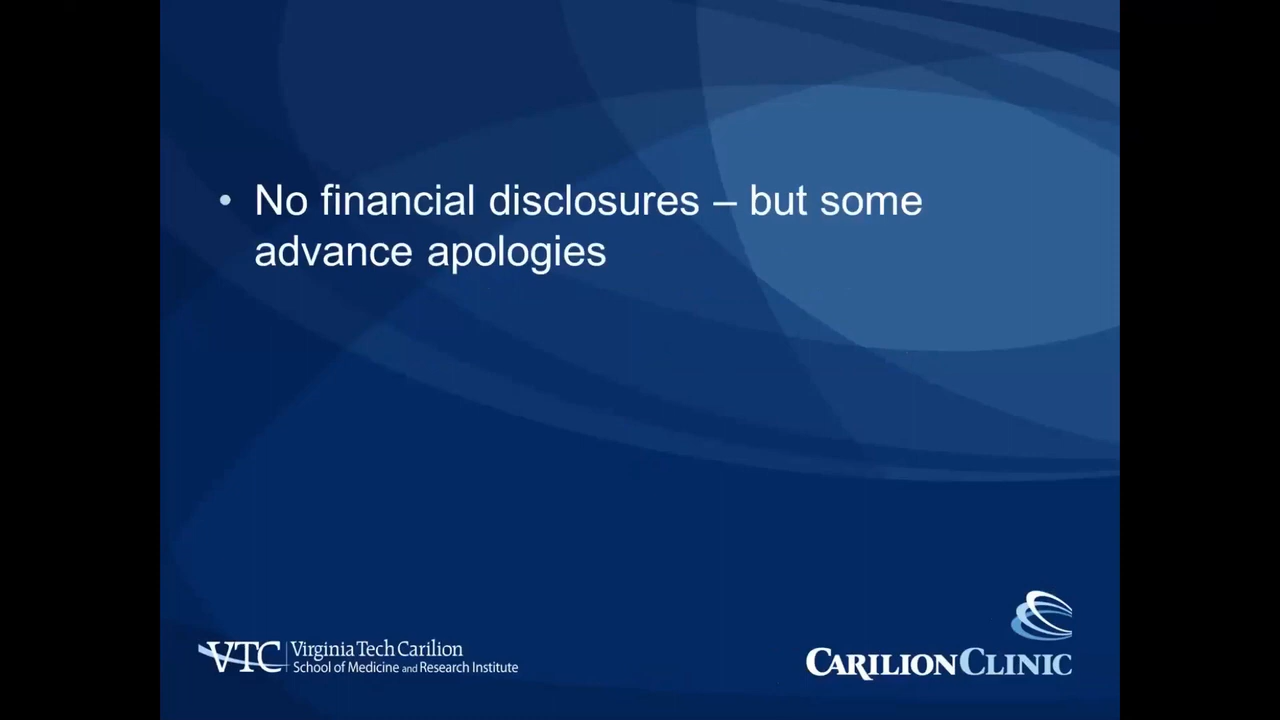 • No financial disclosures – but some
advance apologies
VTC
Virginia Tech Carilion
School of Medicine and Research Institute
CARILION CLINIC